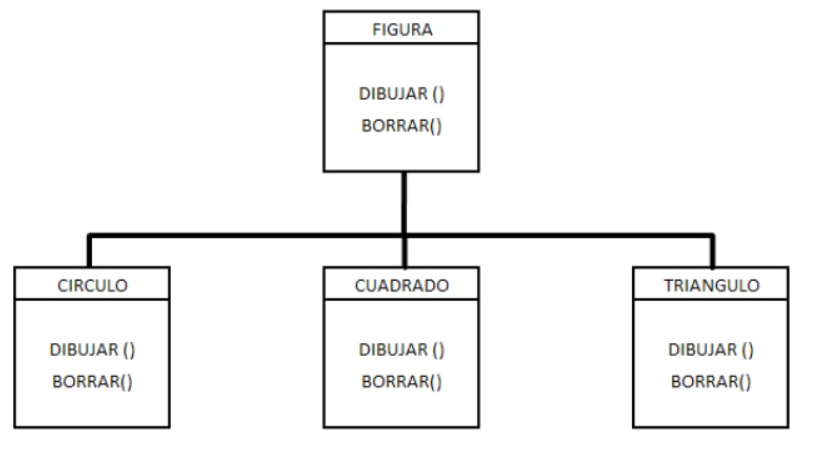 FIGURA
DIBUJAR ()
BORRAR()
CIRCULO
DIBUJAR ()
BORRAR()
CUADRADO
DIBUJAR ()
BORRAR()
TRIANGULO
DIBUJAR ()
BORRAR()